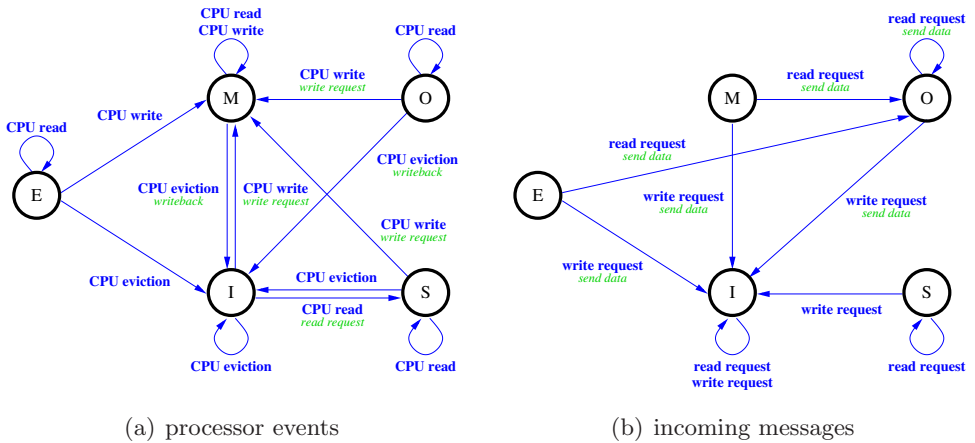 CPU read
CPU write
CPU read
read request
send data
M
CPU write
write request
O
read request
send data
M
O
CPU read
CPU write
read request
send data
E
CPU eviction
writeback
CPU write
write request
CPU eviction
writeback
E
write request
send data
write request
send data
CPU write
write request
CPU eviction
I
CPU eviction
CPU read
read request
S
write request
send data
I
write request
S
CPU eviction
CPU read
read request
write request
read request
(a) processor events
(b) incoming messages